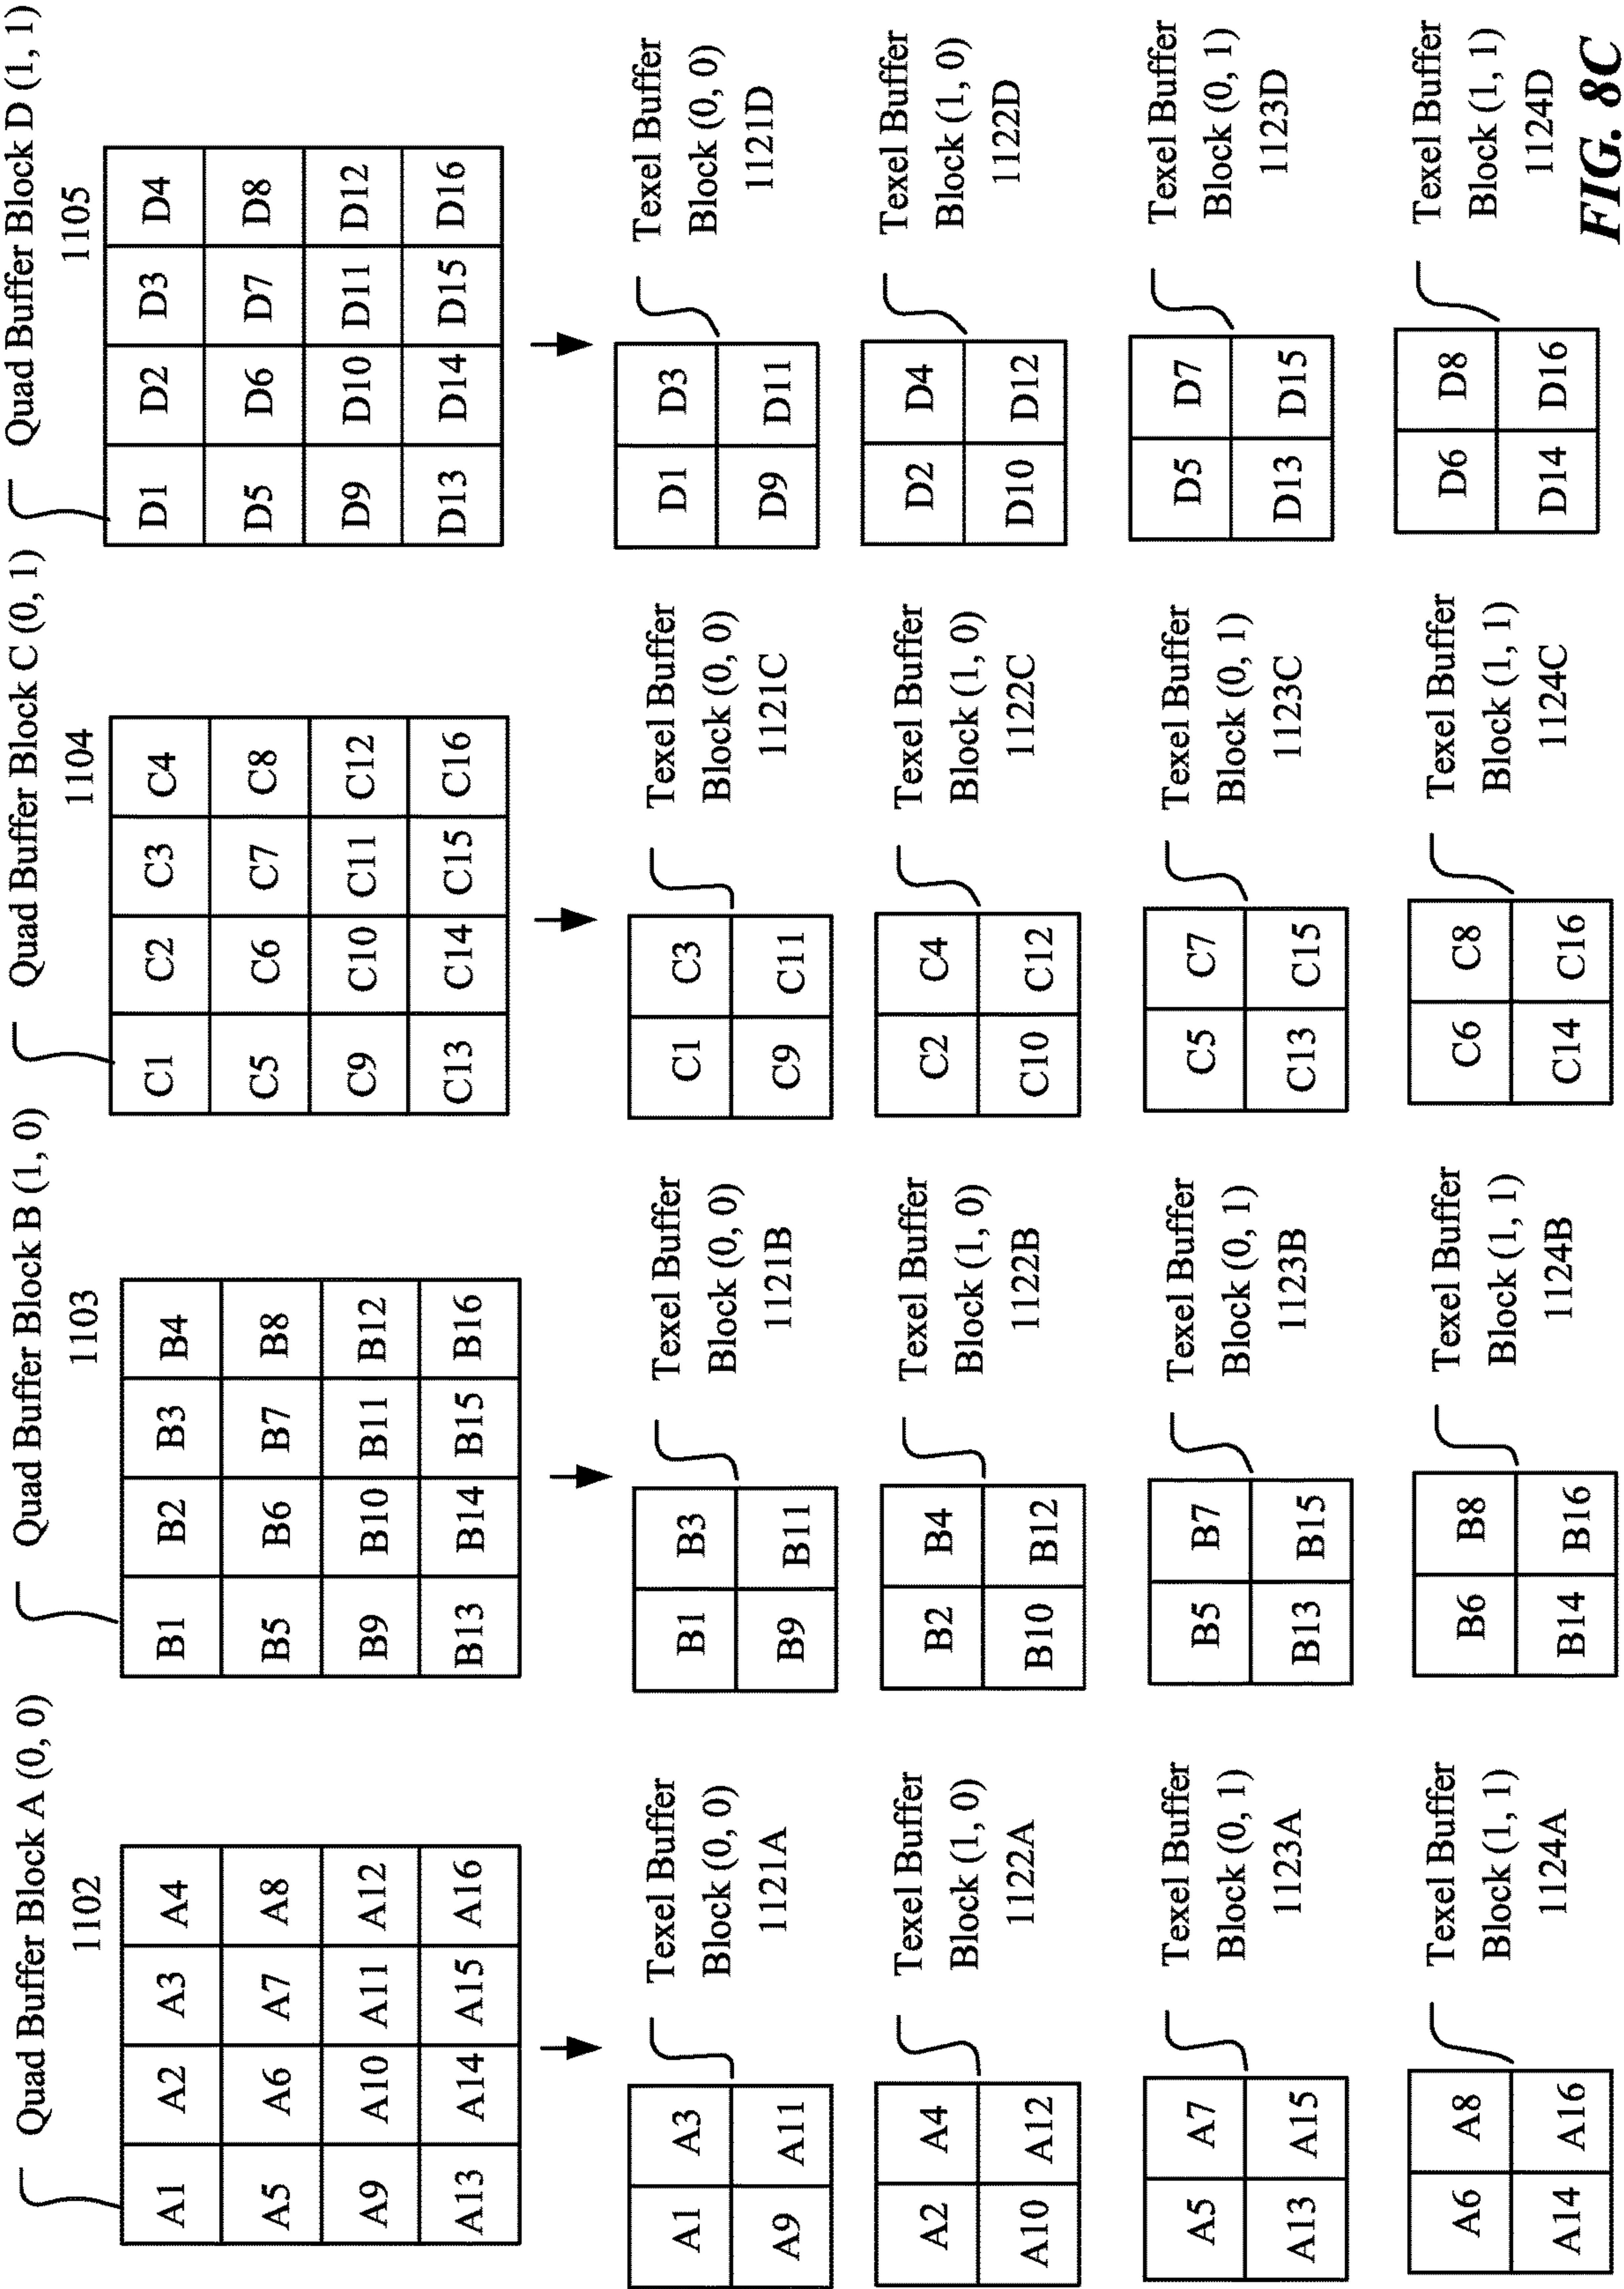 Quad Buffer Block A (0, 0)
1102
A1 A2 A3 A4
A5 A6 A7 A8
A9 A10 A11 A12
A13 A14 A15 A16
A1 A3
A9 A11
Texel Buffer
Block (0, 0)
1121A
A2 A4
A10 A12
Texel Buffer
Block (1, 0)
1122A
A5 A7
A13 A15
Texel Buffer
Block (0, 1)
1123A
A6 A8
A14 A16
Texel Buffer
Block (1, 1)
1124A
Quad Buffer Block B (1, 0)
1103
B1 B2 B3 B4
B5 B6 B7 B8
B9 B10 B11 B12
B13 B14 B15 B16
B1 B3
B9 B11
Texel Buffer
Block (0, 0)
1121B
B2 B4
B10 B12
Texel Buffer
Block (1, 0)
1122B
B5 B7
B13 B15
Texel Buffer
Block (0, 1)
1123B
B6 B8
B14 B16
Texel Buffer
Block (1, 1)
1124B
Quad Buffer Block C (0, 1)
1104
C1 C2 C3 C4
C5 C6 C7 C8
C9 C10 C11 C12
C13 C14 C15 C16
C1 C3
C9 C11
Texel Buffer
Block (0, 0)
1121C
C2 C4
C10 C12
Texel Buffer
Block (1, 0)
1122C
C5 C7
C13 C15
Texel Buffer
Block (0, 1)
1123C
C6 C8
C14 C16
Texel Buffer
Block (1, 1)
1124C
Quad Buffer Block D (1, 1)
1105
D1 D2 D3 D4
D5 D6 D7 D8
D9 D10 D11 D12
D13 D14 D15 D16
D1 D3
D9 D11
Texel Buffer
Block (0, 0)
1121D
D2 D4
D10 D12
Texel Buffer
Block (1, 0)
1122D
D5 D7
D13 D15
Texel Buffer
Block (0, 1)
1123D
D6 D8
D14 D16
Texel Buffer
Block (1, 1)
1124D
FIG. 8C